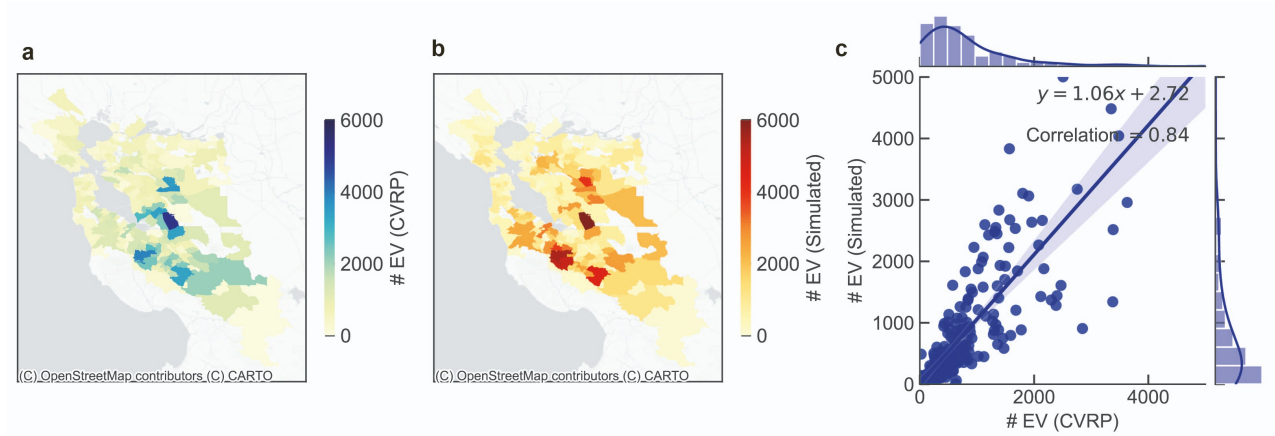 a
6000
4000
2000
0
# EV (CVRP)
(C) OpenStreetMap contributors (C) CARTO
b
6000
4000
2000
0
# EV (Simulated)
(C) OpenStreetMap contributors (C) CARTO
c
y = 1.06x + 2.72
Correlation = 0.84
5000
4000
3000
2000
1000
0
# EV (Simulated)
0 2000 4000
# EV (CVRP)